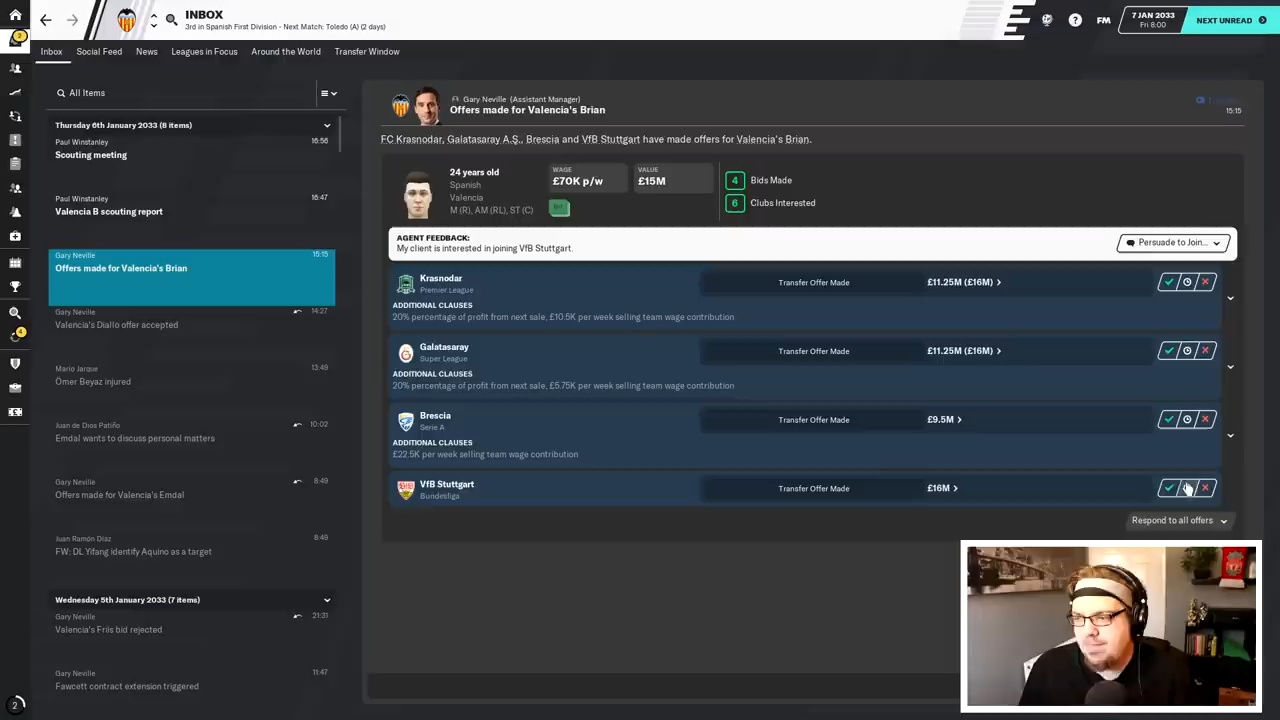 INBOX
3rd in Spanish First Division - Next Match: Toledo (A) (2 days)
FM
7 JAN 2033
Fri 8:00
NEXT UNREAD
3
Inbox
Social Feed
News
Leagues in Focus
Around the World
Transfer Window
All Items
Thursday 6th January 2033 (8 items)
Paul Winstanley
16:56
Scouting meeting
Paul Winstanley
16:47
Valencia B scouting report
Gary Neville
15:15
Offers made for Valencia's Brian
Gary Neville
14:27
Valencia's Diallo offer accepted
Mario Jarque
13:49
Ömer Beyaz injured
Juan de Dios Patiño
10:02
Emdal wants to discuss personal matters
Gary Neville
8:49
Offers made for Valencia's Emdal
Juan Ramón Díaz
8:49
FW: DL Yifang identify Aquino as a target
Wednesday 5th January 2033 (7 items)
Gary Neville
21:31
Valencia's Friis bid rejected
Gary Neville
11:47
Fawcett contract extension triggered
4
2
Gary Neville (Assistant Manager)
Offers made for Valencia's Brian
15:15
FC Krasnodar, Galatasaray A.Ş., Brescia and VfB Stuttgart have made offers for Valencia's Brian.
24 years old
Spanish
Valencia
M (R), AM (RL), ST (C)
WAGE
£70K p/w
VALUE
£15M
4 Bids Made
6 Clubs Interested
AGENT FEEDBACK:
My client is interested in joining VfB Stuttgart.
Persuade to Join...
Krasnodar
Premier League
Transfer Offer Made
£11.25M (£16M)
ADDITIONAL CLAUSES
20% percentage of profit from next sale, £10.5K per week selling team wage contribution
Galatasaray
Super League
Transfer Offer Made
£11.25M (£16M)
ADDITIONAL CLAUSES
20% percentage of profit from next sale, £5.75K per week selling team wage contribution
Brescia
Serie A
Transfer Offer Made
£9.5M
ADDITIONAL CLAUSES
£22.5K per week selling team wage contribution
VfB Stuttgart
Bundesliga
Transfer Offer Made
£16M
Respond to all offers